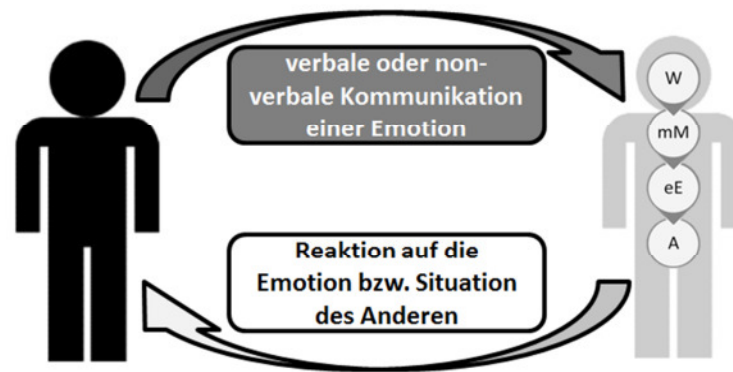 verbale oder non-
verbale Kommunikation
einer Emotion
W
mM
eE
A
Reaktion auf die
Emotion bzw. Situation
des Anderen